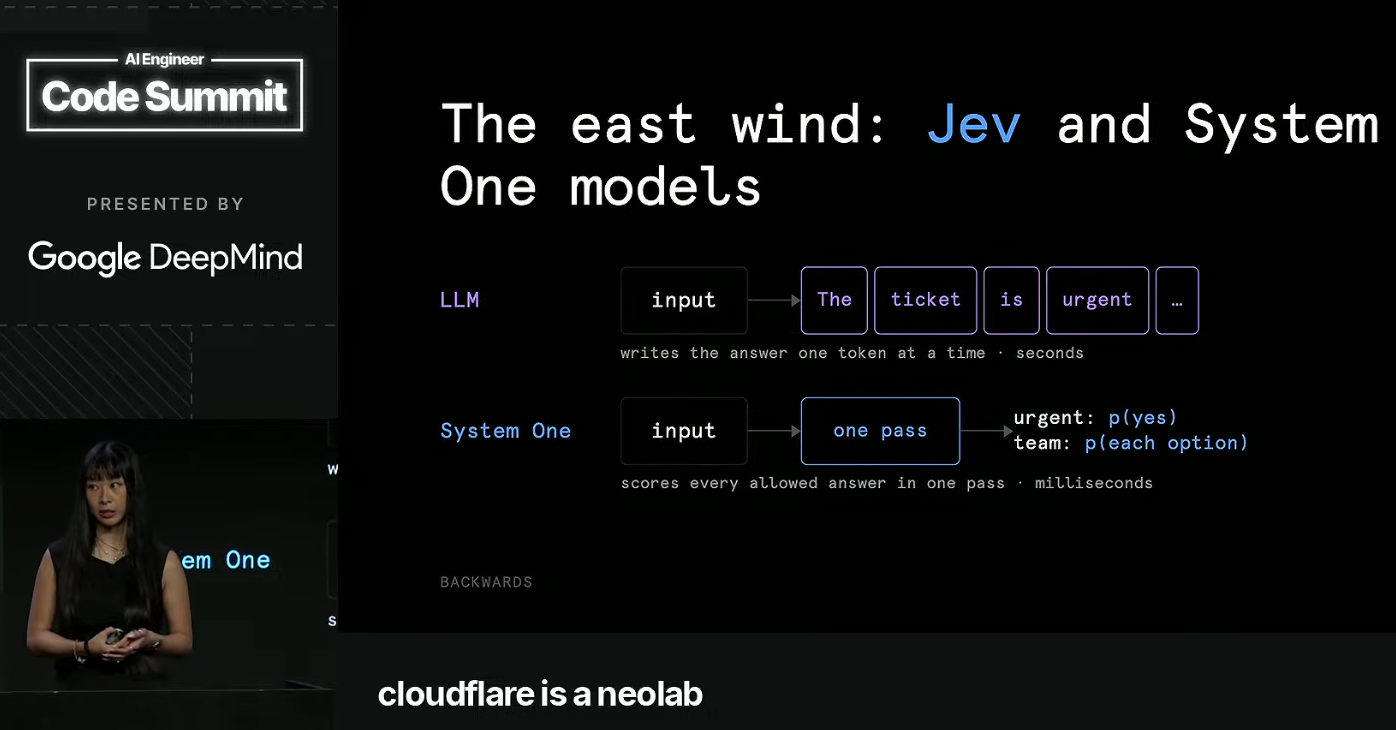 AI Engineer
Code Summit
PRESENTED BY
Google DeepMind
The east wind: Jev and System
One models
LLM
input
The ticket is urgent …
writes the answer one token at a time · seconds
System One
input
one pass
urgent: p(yes)
team: p(each option)
scores every allowed answer in one pass · milliseconds
BACKWARDS
w
em One
s
cloudflare is a neolab